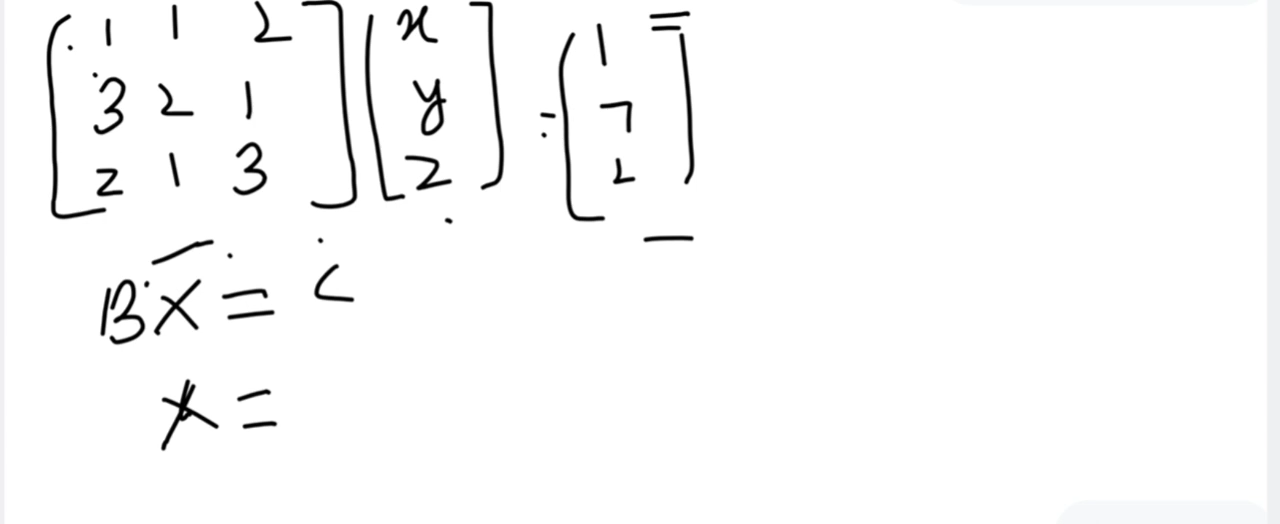 [1 1 2] [x] = [1]
[3 2 1] [y] [7]
[2 1 3] [z] [2]
BX = C
X =